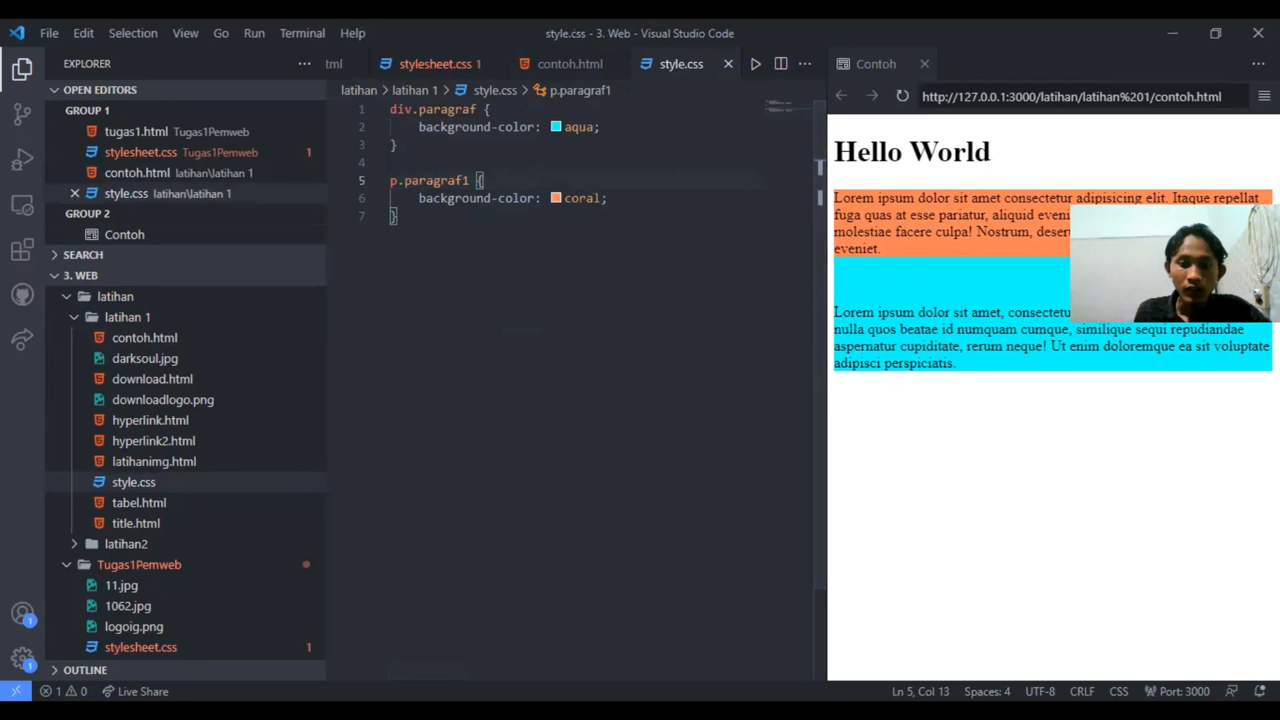 File Edit Selection View Go Run Terminal Help
style.css - 3. Web - Visual Studio Code
EXPLORER
OPEN EDITORS
GROUP 1
tugas1.html Tugas1Pemweb
stylesheet.css Tugas1Pemweb 1
contoh.html latihan\latihan 1
style.css latihan\latihan 1
GROUP 2
Contoh
SEARCH
3. WEB
latihan
latihan 1
contoh.html
darksoul.jpg
download.html
downloadlogo.png
hyperlink.html
hyperlink2.html
latihanimg.html
style.css
tabel.html
title.html
latihan2
Tugas1Pemweb
11.jpg
1062.jpg
logoig.png
stylesheet.css 1
OUTLINE
tml stylesheet.css 1 contoh.html style.css
latihan > latihan 1 > style.css > p.paragraf1
1 div.paragraf {
2 background-color: aqua;
3 }
4
5 p.paragraf1 {
6 background-color: coral;
7 }
Contoh
http://127.0.0.1:3000/latihan/latihan%201/contoh.html
Hello World
Lorem ipsum dolor sit amet consectetur adipisicing elit. Itaque repellat
fuga quas at esse pariatur, aliquid eveni
molestiae facere culpa! Nostrum, deseru
eveniet.
Lorem ipsum dolor sit amet, consectetu
nulla quos beatae id numquam cumque, similique sequi repudiandae
aspernatur cupiditate, rerum neque! Ut enim doloremque ea sit voluptate
adipisci perspiciatis.
1
1
1 0 Live Share
Ln 5, Col 13 Spaces: 4 UTF-8 CRLF CSS Port: 3000